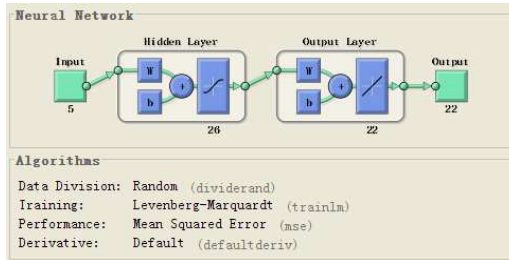 Neural Network
Hidden Layer Output Layer
Input Output
W W
+ +
b b
5 22
26 22
Algorithms
Data Division: Random (dividerand)
Training: Levenberg-Marquardt (trainlm)
Performance: Mean Squared Error (mse)
Derivative: Default (defaultderiv)